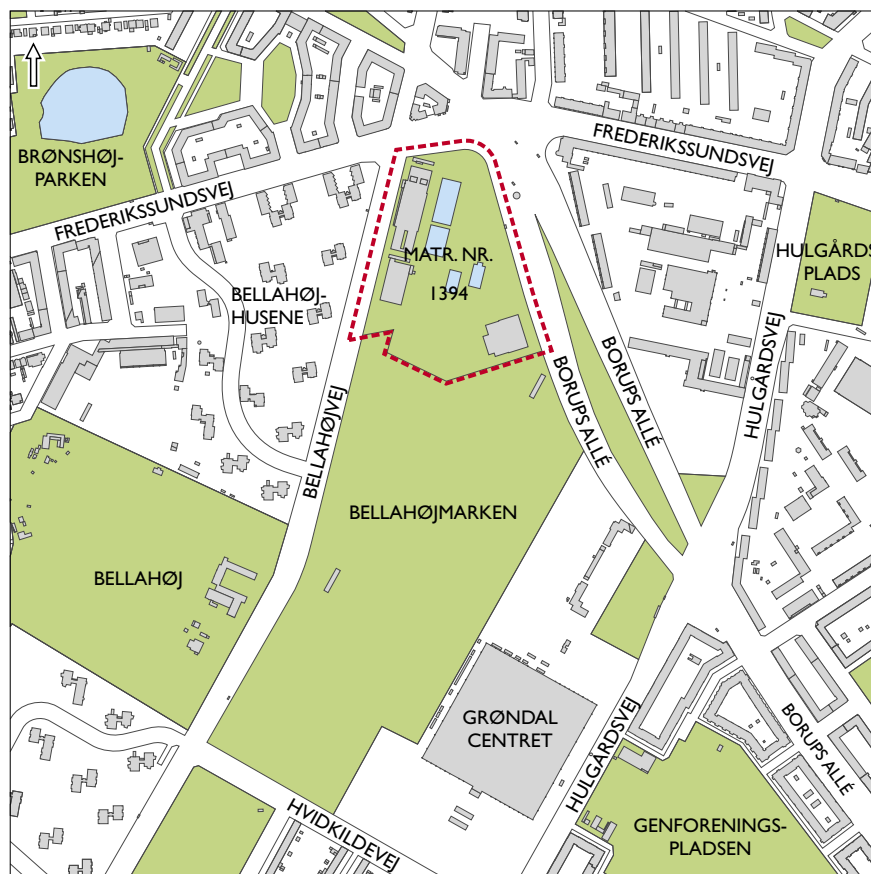 FREDERIKSSUNDSVEJ
BRØNSHØJ-
PARKEN
FREDERIKSSUNDSVEJ
HULGÅRDS
PLADS
MATR. NR.
1394
BELLAHØJ-
HUSENE
BORUPS ALLÉ
BORUPS ALLÉ
HULGÅRDSVEJ
BELLAHØJVEJ
BELLAHØJMARKEN
BELLAHØJ
GRØNDAL
CENTRET
HULGÅRDSVEJ
BORUPS ALLÉ
HVIDKILDEVEJ
GENFORENINGS-
PLADSEN